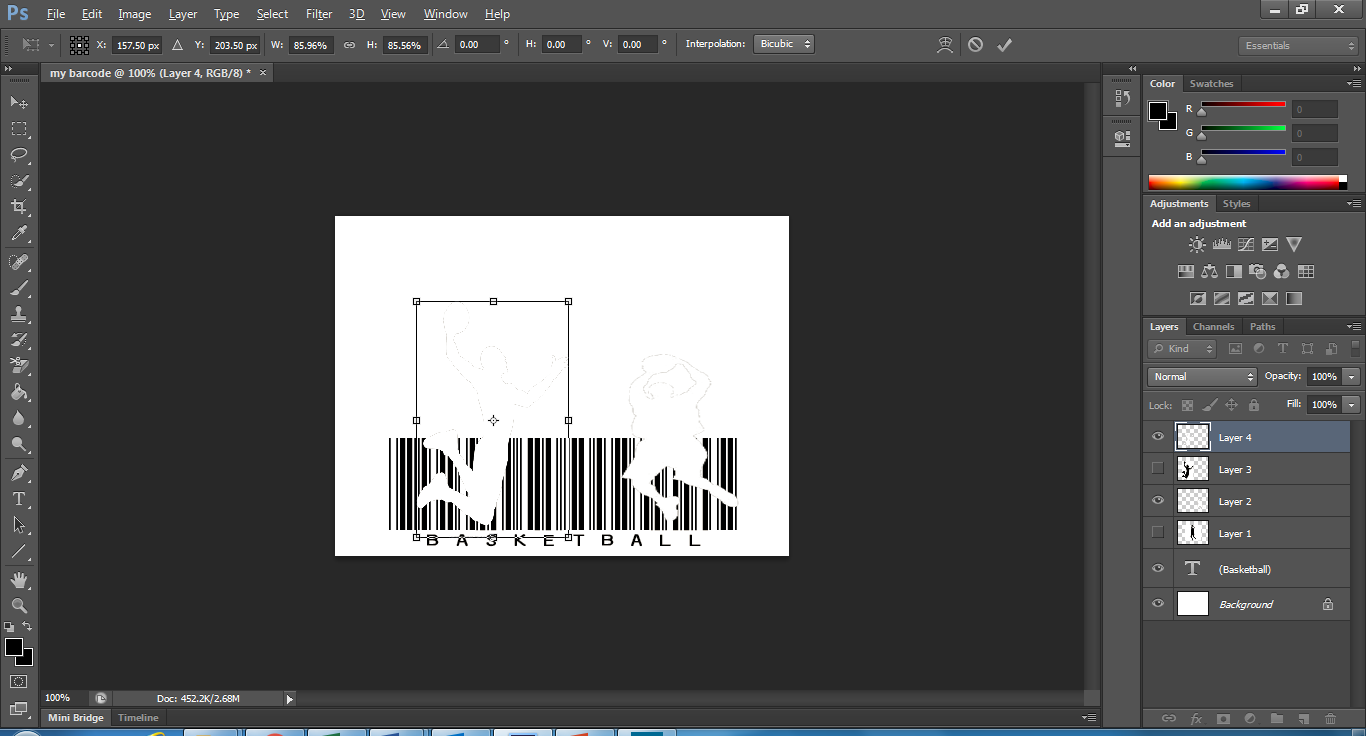 Ps File Edit Image Layer Type Select Filter 3D View Window Help
X: 157.50 px Y: 203.50 px W: 85.96% H: 85.56% 0.00 ° H: 0.00 ° V: 0.00 ° Interpolation: Bicubic Essentials
my barcode @ 100% (Layer 4, RGB/8) * ×
Color Swatches
R 0
G 0
B 0
Adjustments Styles
Add an adjustment
Layers Channels Paths
Kind T
Normal Opacity: 100%
Lock: Fill: 100%
Layer 4
Layer 3
Layer 2
Layer 1
T (Basketball)
Background
fx
T
BASKETBALL
100% Doc: 452.2K/2.68M
Mini Bridge Timeline